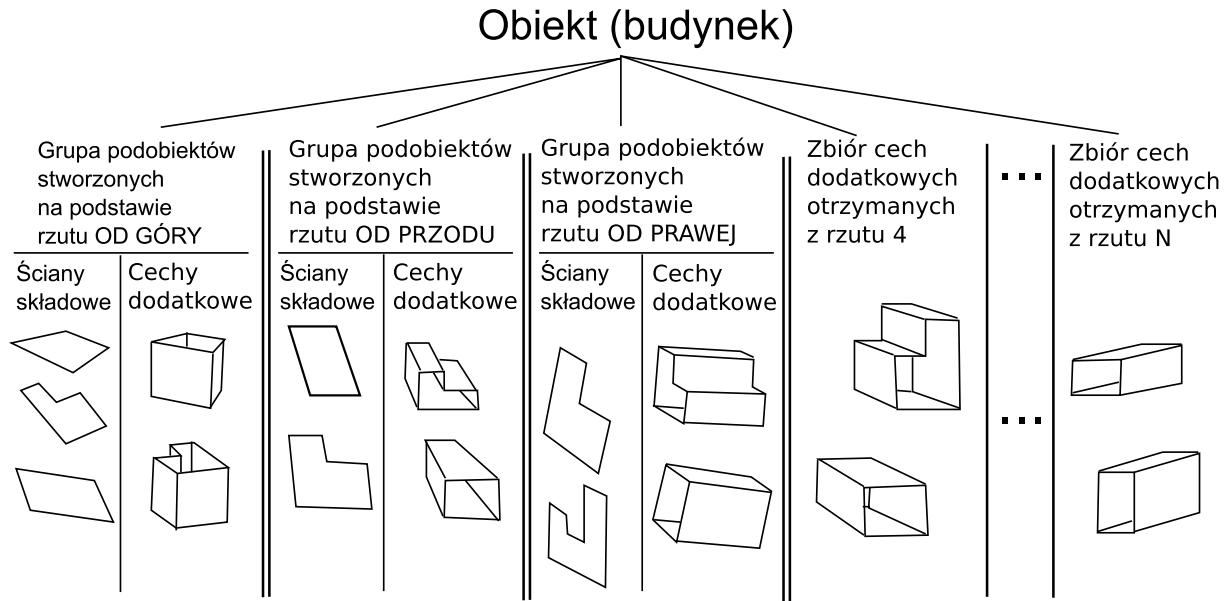 Obiekt (budynek)
Grupa podobiektów
stworzonych
na podstawie
rzutu OD GÓRY
Ściany
składowe
Cechy
dodatkowe
Grupa podobiektów
stworzonych
na podstawie
rzutu OD PRZODU
Ściany
składowe
Cechy
dodatkowe
Grupa podobiektów
stworzonych
na podstawie
rzutu OD PRAWEJ
Ściany
składowe
Cechy
dodatkowe
Zbiór cech
dodatkowych
otrzymanych
z rzutu 4
...
...
Zbiór cech
dodatkowych
otrzymanych
z rzutu N